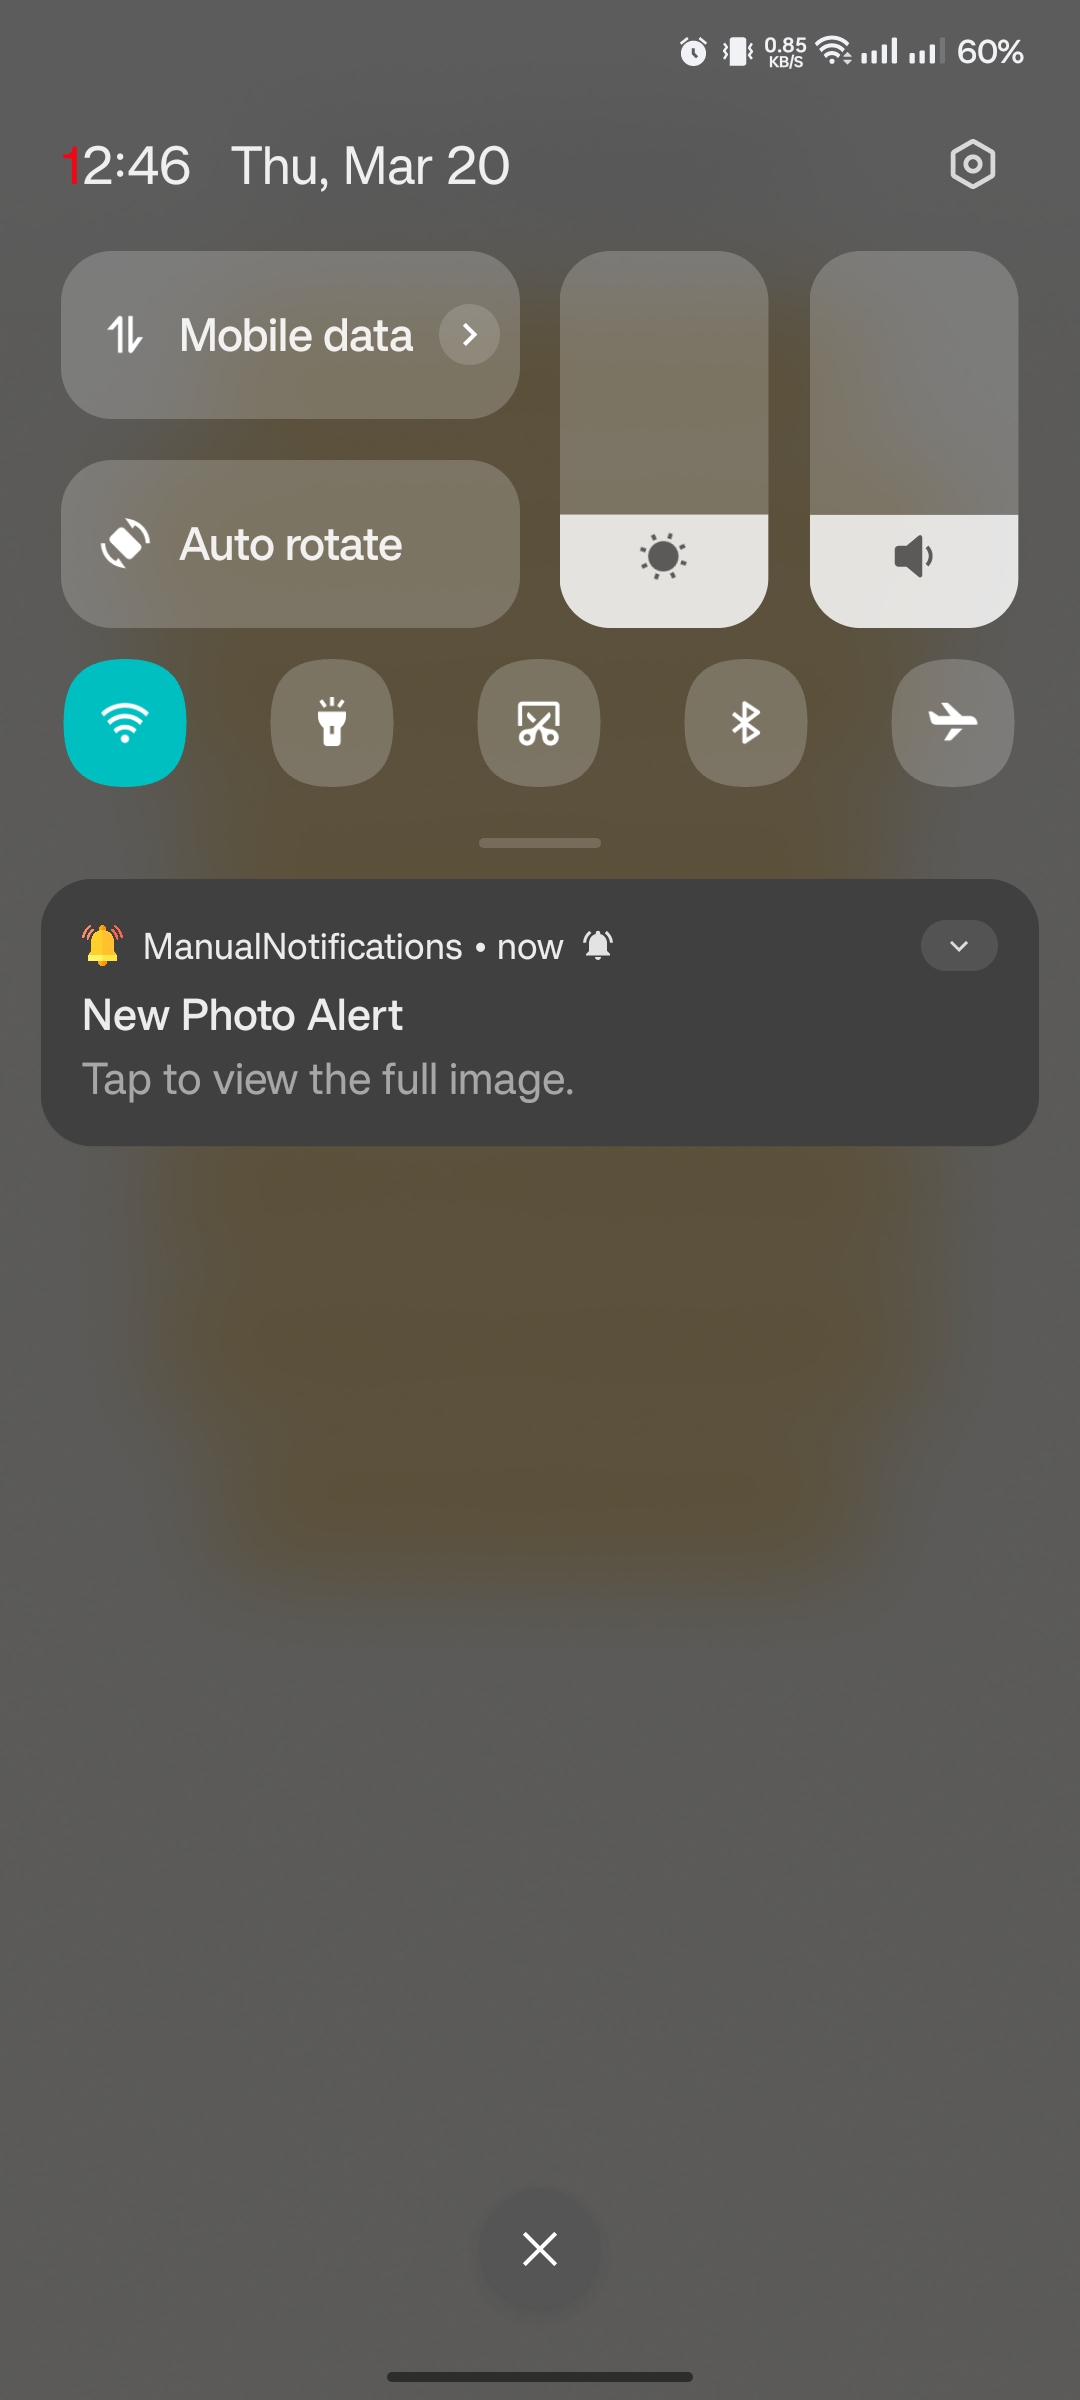 0.85 KB/S 60%
12:46 Thu, Mar 20
Mobile data
Auto rotate
ManualNotifications • now
New Photo Alert
Tap to view the full image.